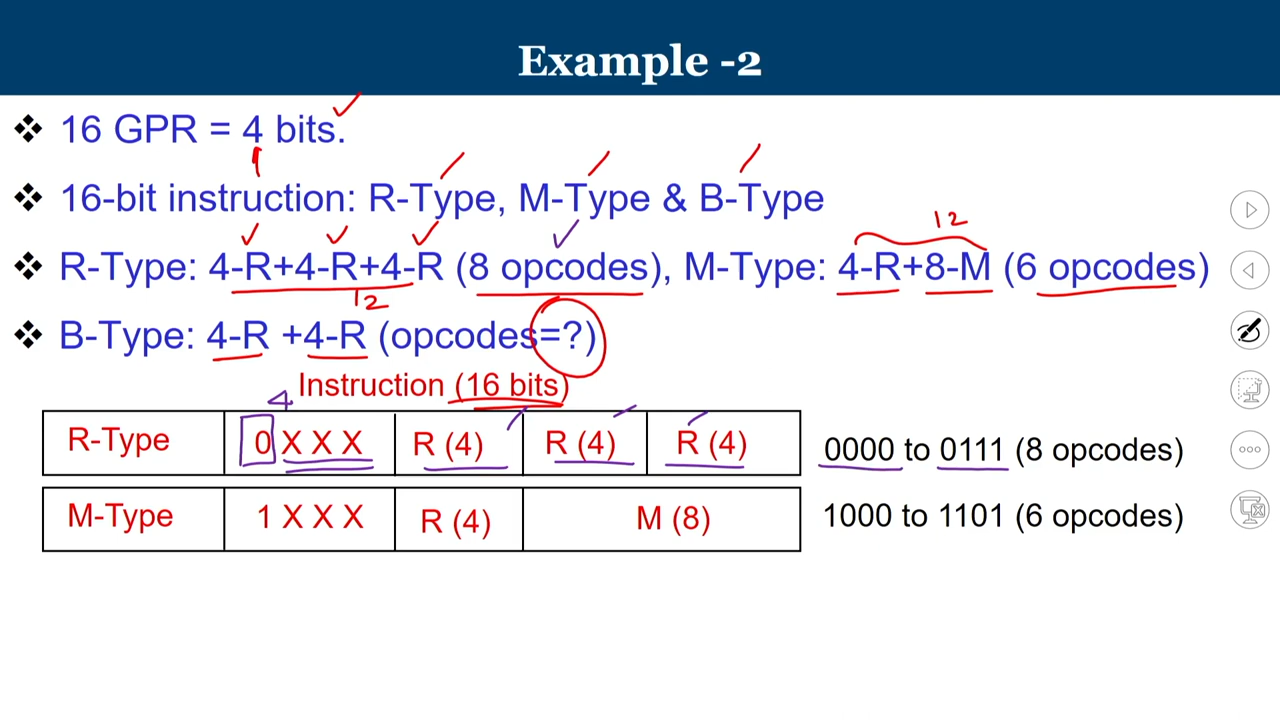 Example -2
❖ 16 GPR = 4 bits.
❖ 16-bit instruction: R-Type, M-Type & B-Type
12
❖ R-Type: 4-R+4-R+4-R (8 opcodes), M-Type: 4-R+8-M (6 opcodes)
12
❖ B-Type: 4-R +4-R (opcodes=?)
Instruction (16 bits)
4
R-Type 0 X X X R (4) R (4) R (4) 0000 to 0111 (8 opcodes)
M-Type 1 X X X R (4) M (8) 1000 to 1101 (6 opcodes)